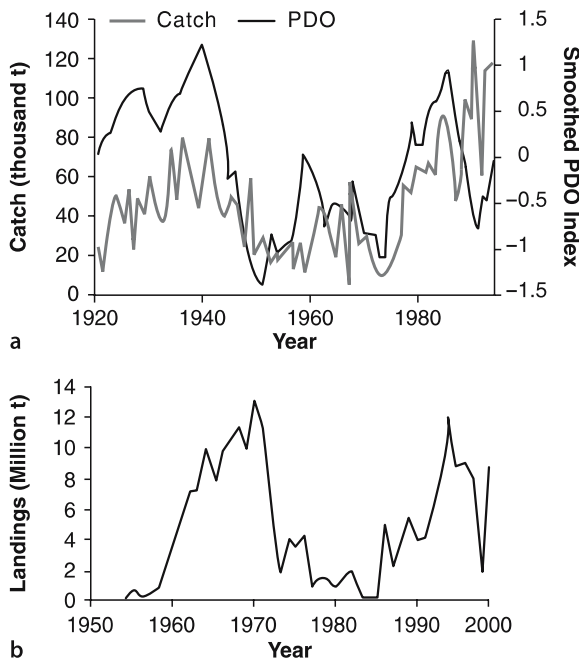 Catch PDO
140
120
100
80
60
40
20
0
Catch (thousand t)
1.5
1
0.5
0
−0.5
−1
−1.5
Smoothed PDO Index
1920 1940 1960 1980
Year
a
14
12
10
8
6
4
2
0
Landings (Million t)
1950 1960 1970 1980 1990 2000
Year
b